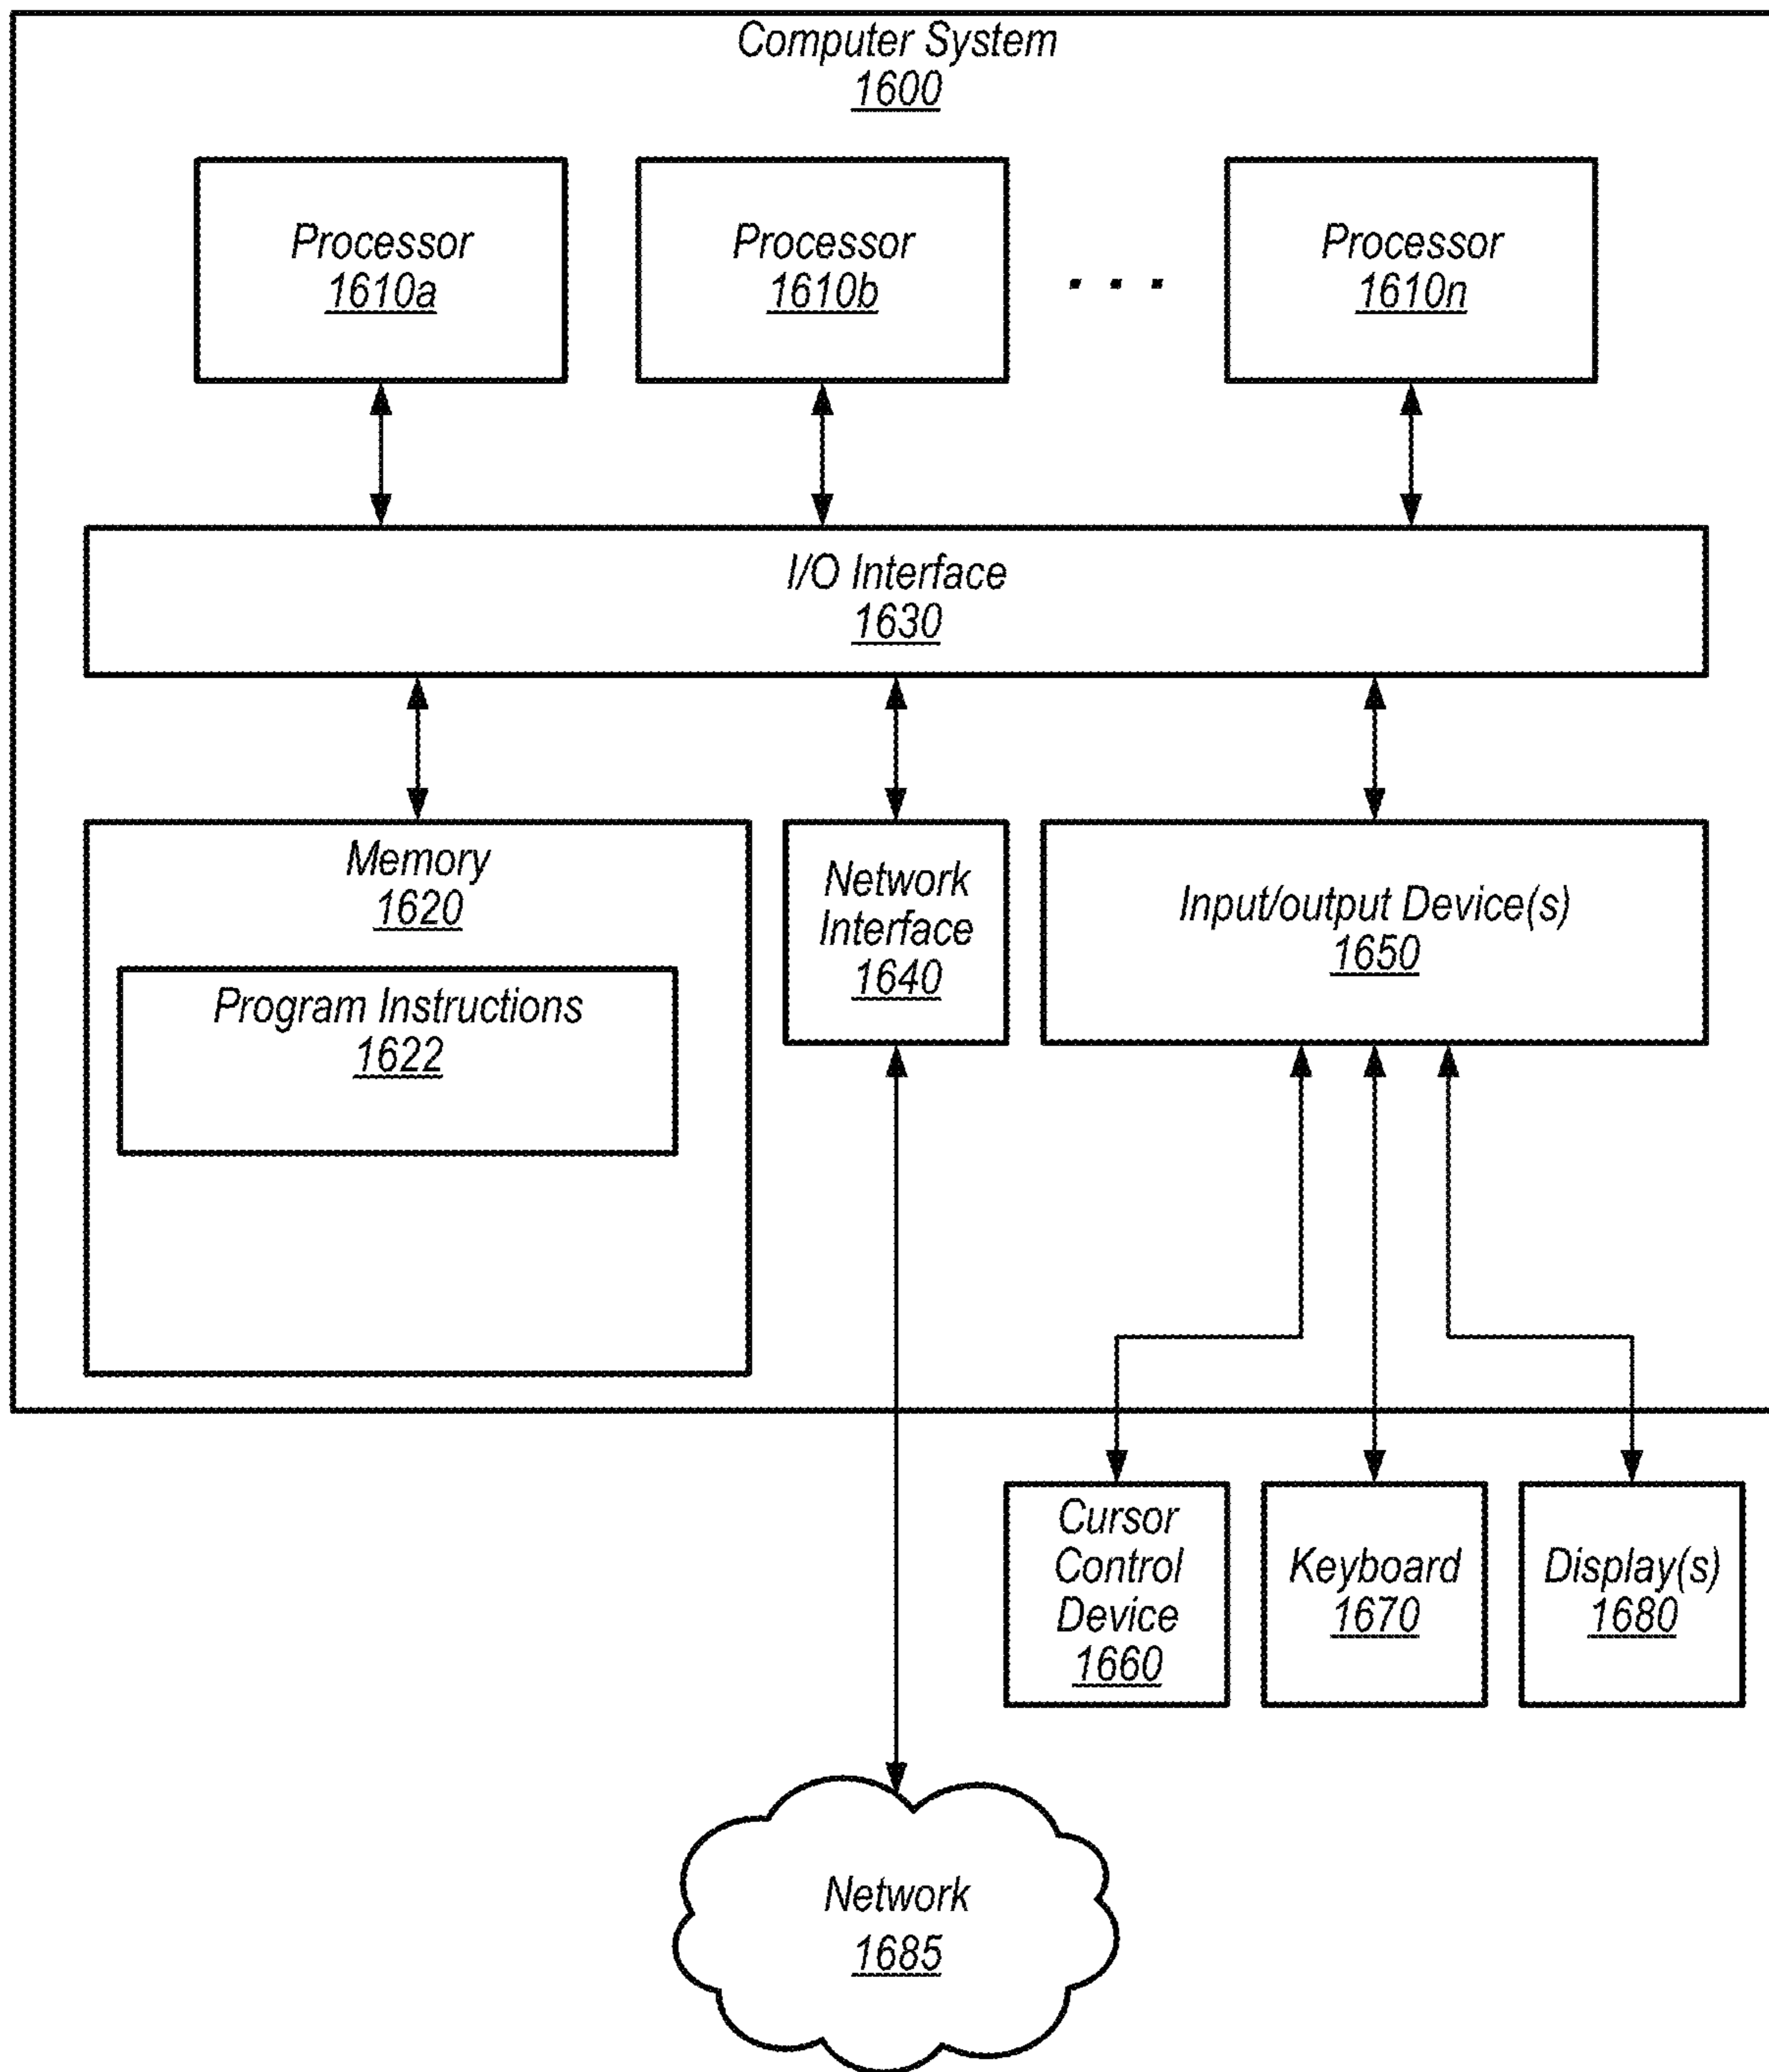 Computer System
1600
Processor
1610a
Processor
1610b
. . .
Processor
1610n
I/O Interface
1630
Memory
1620
Program Instructions
1622
Network
Interface
1640
Input/output Device(s)
1650
Cursor
Control
Device
1660
Keyboard
1670
Display(s)
1680
Network
1685